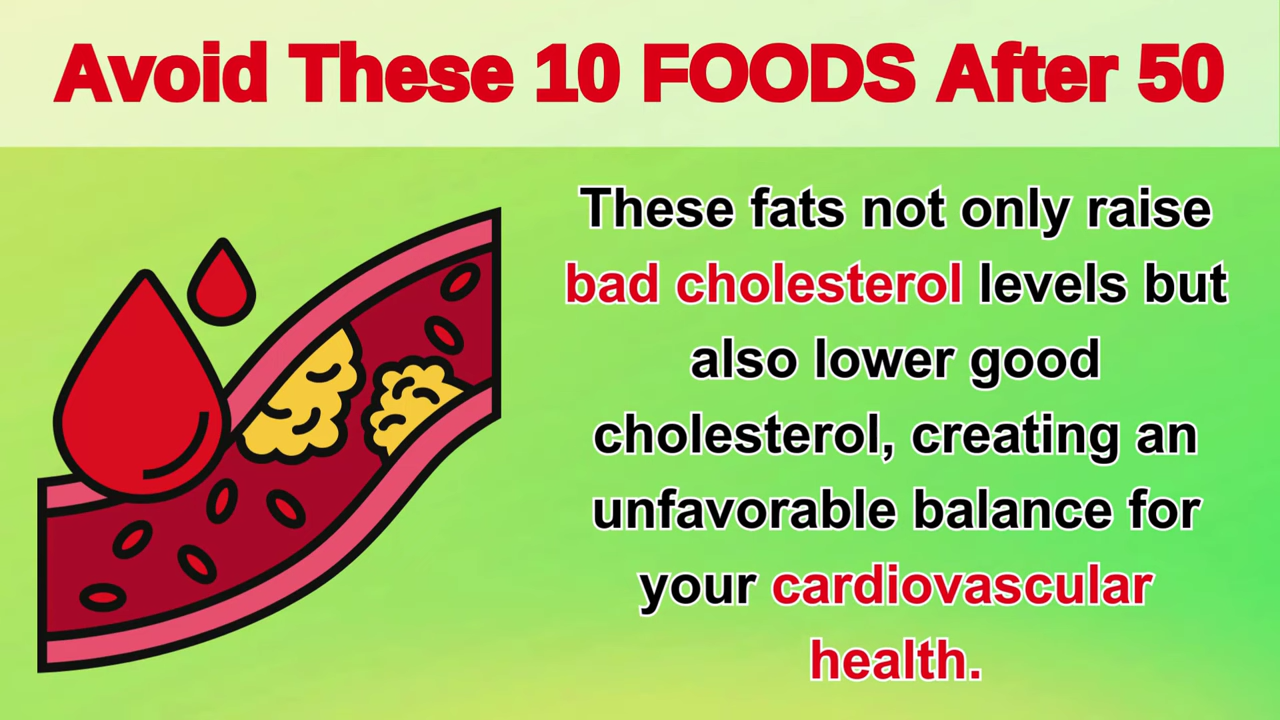 Avoid These 10 FOODS After 50
These fats not only raise
bad cholesterol levels but
also lower good
cholesterol, creating an
unfavorable balance for
your cardiovascular
health.